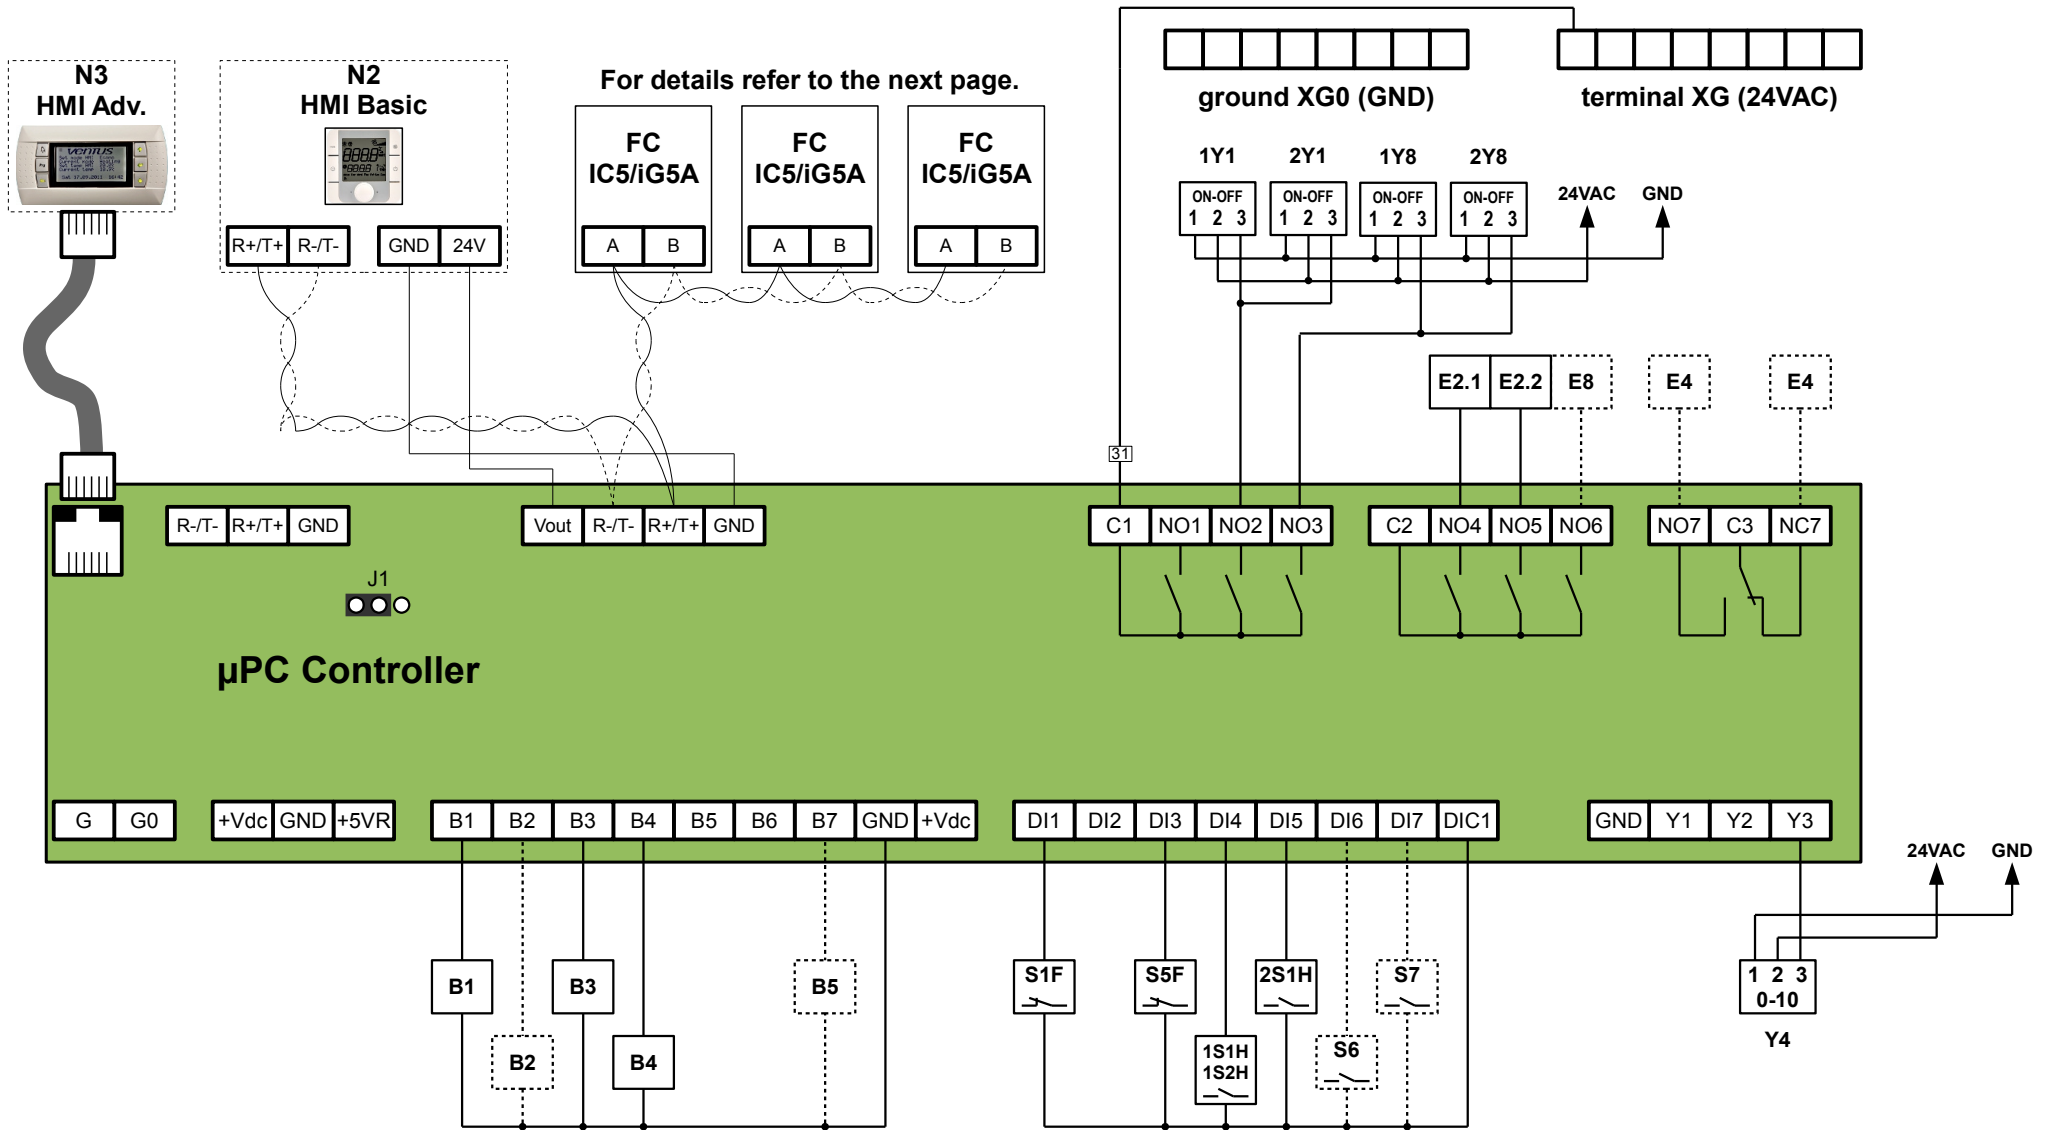 N3
HMI Adv.
VENTUS
N2
HMI Basic
For details refer to the next page.
FC
IC5/iG5A
FC
IC5/iG5A
FC
IC5/iG5A
R+/T+ R-/T- GND 24V
A B A B A B
ground XG0 (GND)
terminal XG (24VAC)
1Y1 2Y1 1Y8 2Y8
ON-OFF ON-OFF ON-OFF ON-OFF
1 2 3 1 2 3 1 2 3 1 2 3
24VAC GND
E2.1 E2.2 E8 E4 E4
31
R-/T- R+/T+ GND
Vout R-/T- R+/T+ GND
C1 NO1 NO2 NO3
C2 NO4 NO5 NO6
NO7 C3 NC7
J1
µPC Controller
G G0
+Vdc GND +5VR
B1 B2 B3 B4 B5 B6 B7 GND +Vdc
DI1 DI2 DI3 DI4 DI5 DI6 DI7 DIC1
GND Y1 Y2 Y3
24VAC GND
B1 B3 B5
B2 B4
S1F S5F 2S1H S7
1S1H
1S2H
S6
1 2 3
0-10
Y4